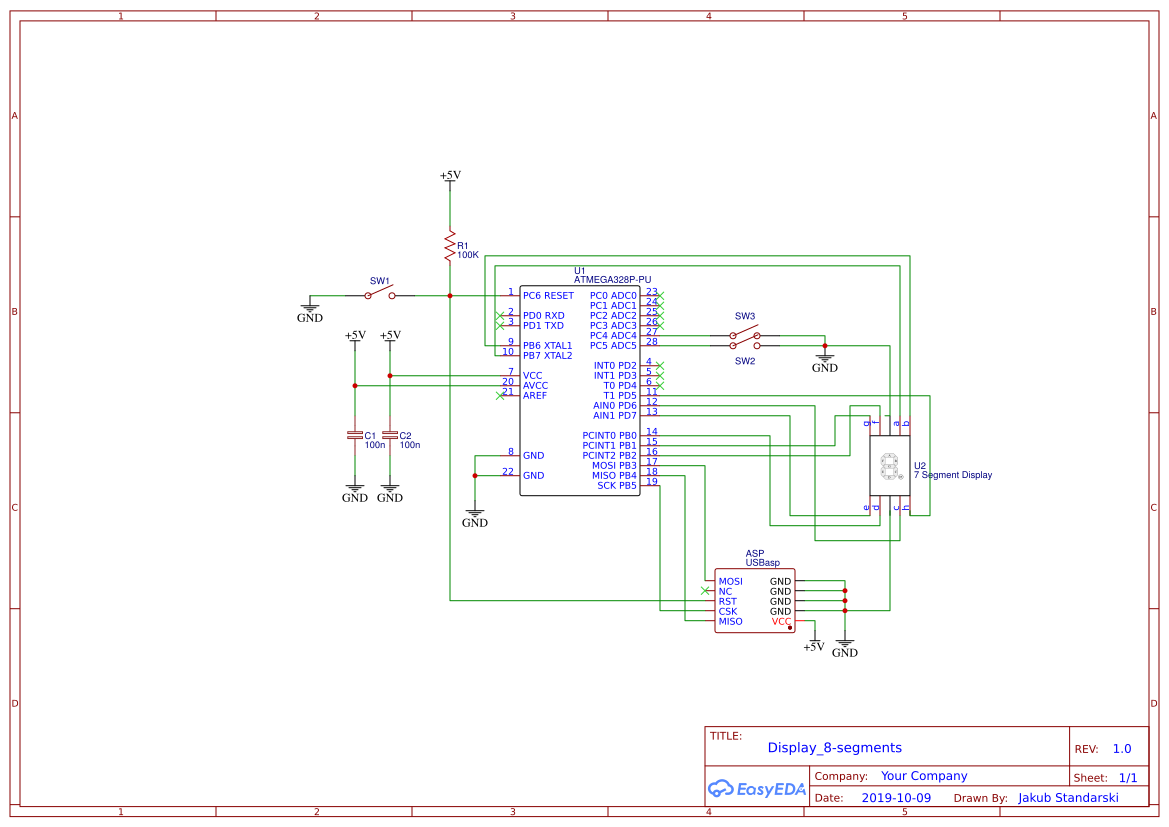 1 2 3 4 5
A A
+5V
R1
100K
U1
ATMEGA328P-PU
SW1
GND
1 PC6 RESET PC0 ADC0 23
PC1 ADC1 24
2 PD0 RXD PC2 ADC2 25
3 PD1 TXD PC3 ADC3 26
PC4 ADC4 27
9 PB6 XTAL1 PC5 ADC5 28
10 PB7 XTAL2
INT0 PD2 4
7 VCC INT1 PD3 5
20 AVCC T0 PD4 6
21 AREF T1 PD5 11
AIN0 PD6 12
AIN1 PD7 13
PCINT0 PB0 14
PCINT1 PB1 15
8 GND PCINT2 PB2 16
MOSI PB3 17
22 GND MISO PB4 18
SCK PB5 19
B B
SW3
SW2
GND
+5V +5V
C1 C2
100n 100n
GND GND
GND
g f a b
U2
7 Segment Display
e d c h
C C
ASP
USBasp
MOSI GND
NC GND
RST GND
CSK GND
MISO VCC
+5V
GND
D D
TITLE:
Display_8-segments
REV: 1.0
EasyEDA
Company: Your Company
Sheet: 1/1
Date: 2019-10-09 Drawn By: Jakub Standarski
1 2 3 4 5